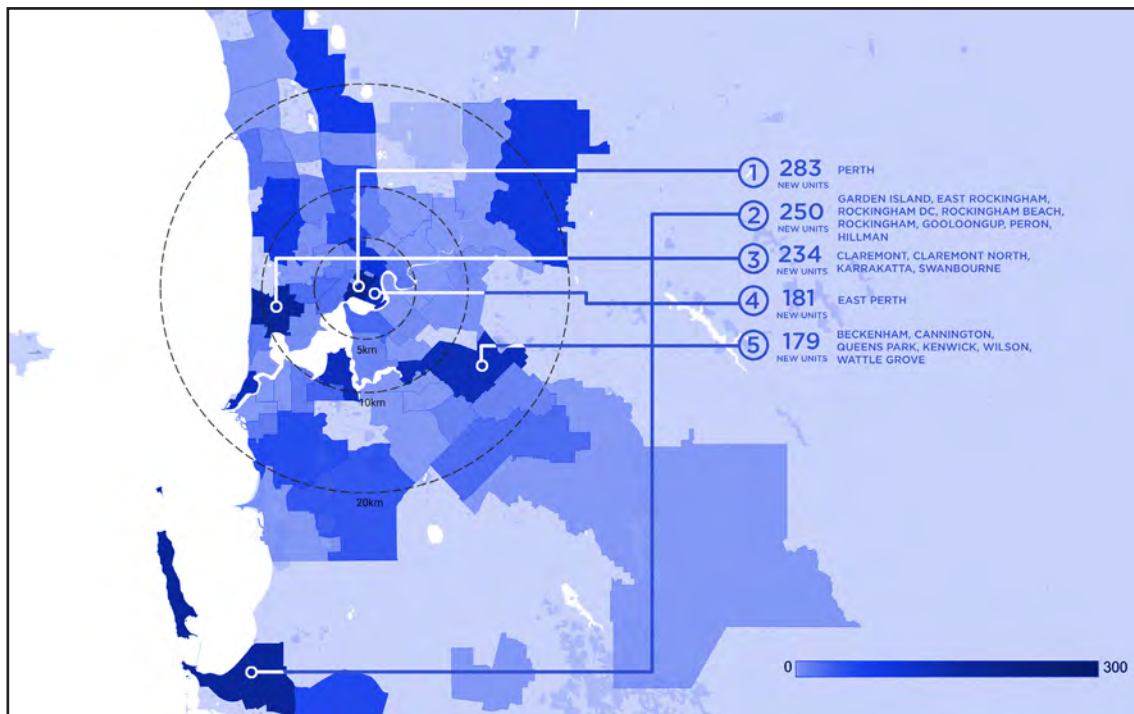 1 283 PERTH
NEW UNITS
2 250 GARDEN ISLAND, EAST ROCKINGHAM,
ROCKINGHAM DC, ROCKINGHAM BEACH,
ROCKINGHAM, GOOLOONGUP, PERON,
HILLMAN
NEW UNITS
3 234 CLAREMONT, CLAREMONT NORTH,
KARRAKATTA, SWANBOURNE
NEW UNITS
4 181 EAST PERTH
NEW UNITS
5 179 BECKENHAM, CANNINGTON,
QUEENS PARK, KENWICK, WILSON,
WATTLE GROVE
NEW UNITS
5km
10km
20km
0 300